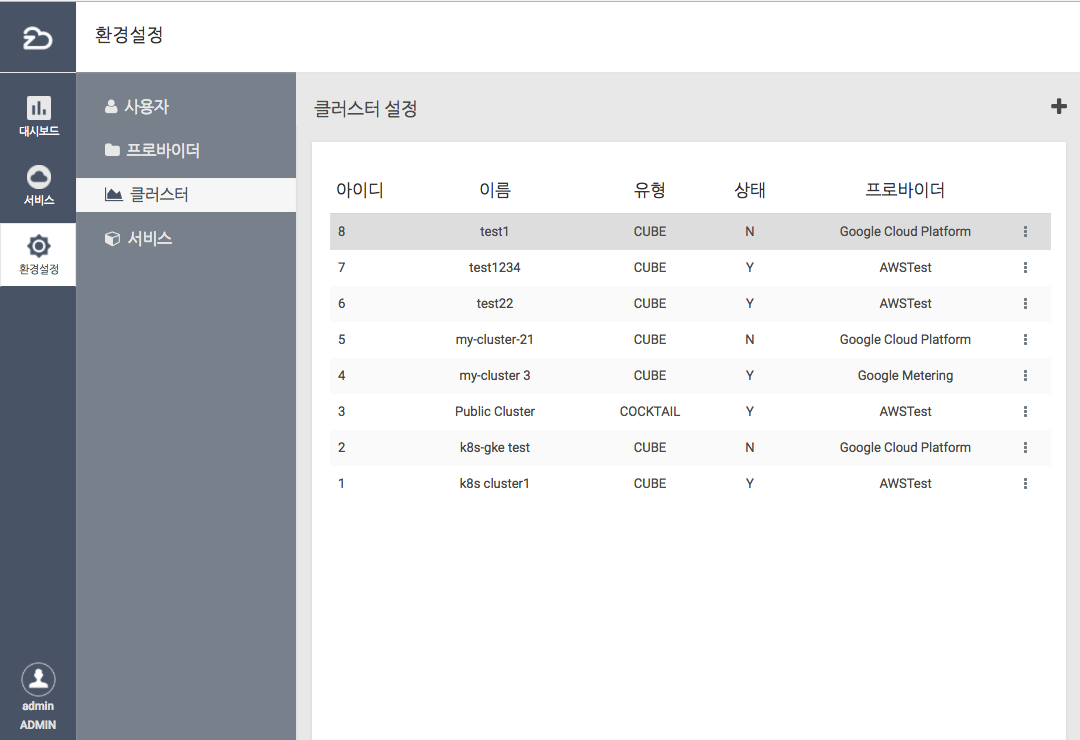 환경설정
대시보드
서비스
환경설정
admin
ADMIN
사용자
프로바이더
클러스터
서비스
클러스터 설정
아이디 이름 유형 상태 프로바이더
8 test1 CUBE N Google Cloud Platform
7 test1234 CUBE Y AWSTest
6 test22 CUBE Y AWSTest
5 my-cluster-21 CUBE N Google Cloud Platform
4 my-cluster 3 CUBE Y Google Metering
3 Public Cluster COCKTAIL Y AWSTest
2 k8s-gke test CUBE N Google Cloud Platform
1 k8s cluster1 CUBE Y AWSTest